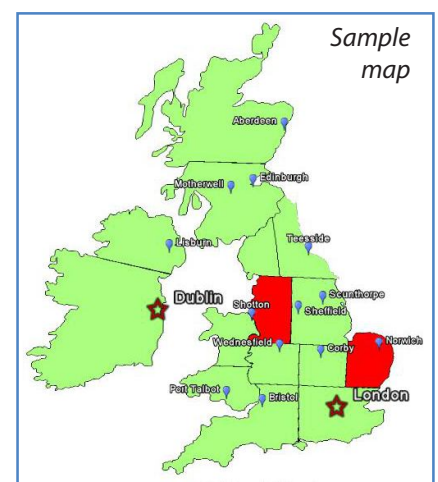 Sample
map
Aberdeen
Motherwell
Edinburgh
Lisburn
Teesside
Dublin
Scunthorpe
Shotton
Sheffield
Wednesfield
Corby
Norwich
Port Talbot
Bristol
London